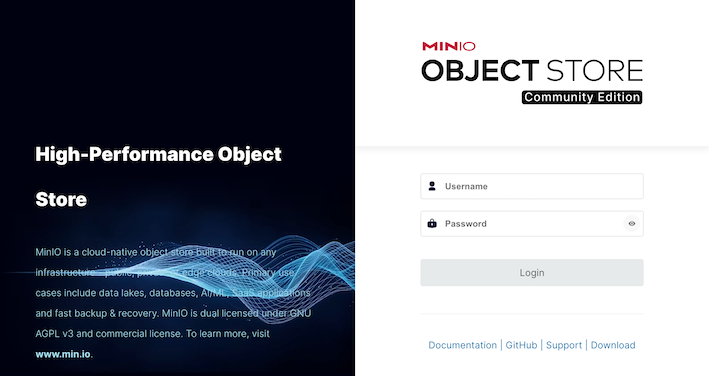 High-Performance Object
Store
MinIO is a cloud-native object store built to run on any
infrastructure - public, private or edge clouds. Primary use
cases include data lakes, databases, AI/ML, SaaS applications
and fast backup & recovery. MinIO is dual licensed under GNU
AGPL v3 and commercial license. To learn more, visit
www.min.io.
MINIO
OBJECT STORE
Community Edition
Username
Password
Login
Documentation | GitHub | Support | Download